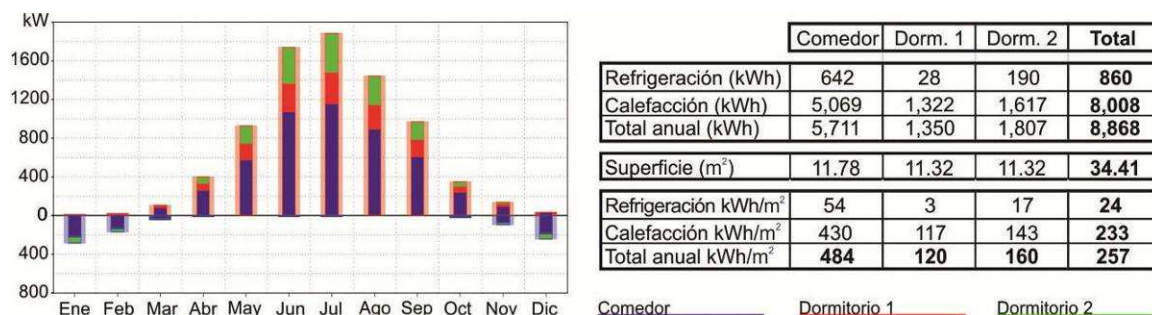 kW
1600
1200
800
400
0
400
800
Ene Feb Mar Abr May Jun Jul Ago Sep Oct Nov Dic
Comedor Dorm. 1 Dorm. 2 Total
Refrigeración (kWh) 642 28 190 860
Calefacción (kWh) 5,069 1,322 1,617 8,008
Total anual (kWh) 5,711 1,350 1,807 8,868
Superficie (m²) 11.78 11.32 11.32 34.41
Refrigeración kWh/m² 54 3 17 24
Calefacción kWh/m² 430 117 143 233
Total anual kWh/m² 484 120 160 257
Comedor Dormitorio 1 Dormitorio 2